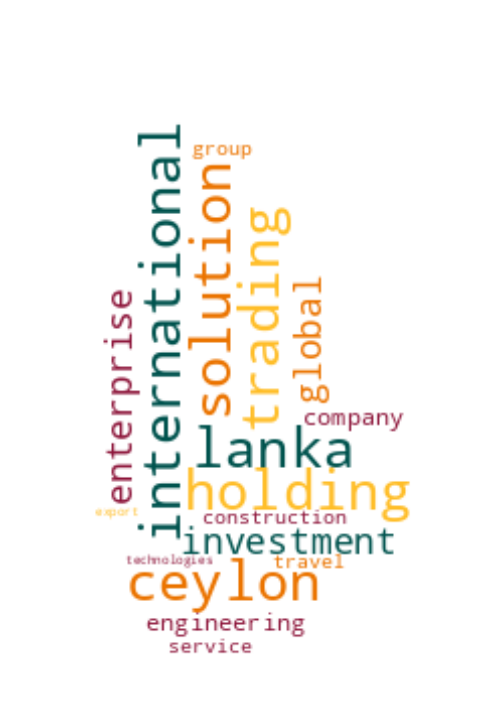 international
group
solution
trading
global
enterprise
company
lanka
holding
export
construction
investment
technologies
travel
ceylon
engineering
service